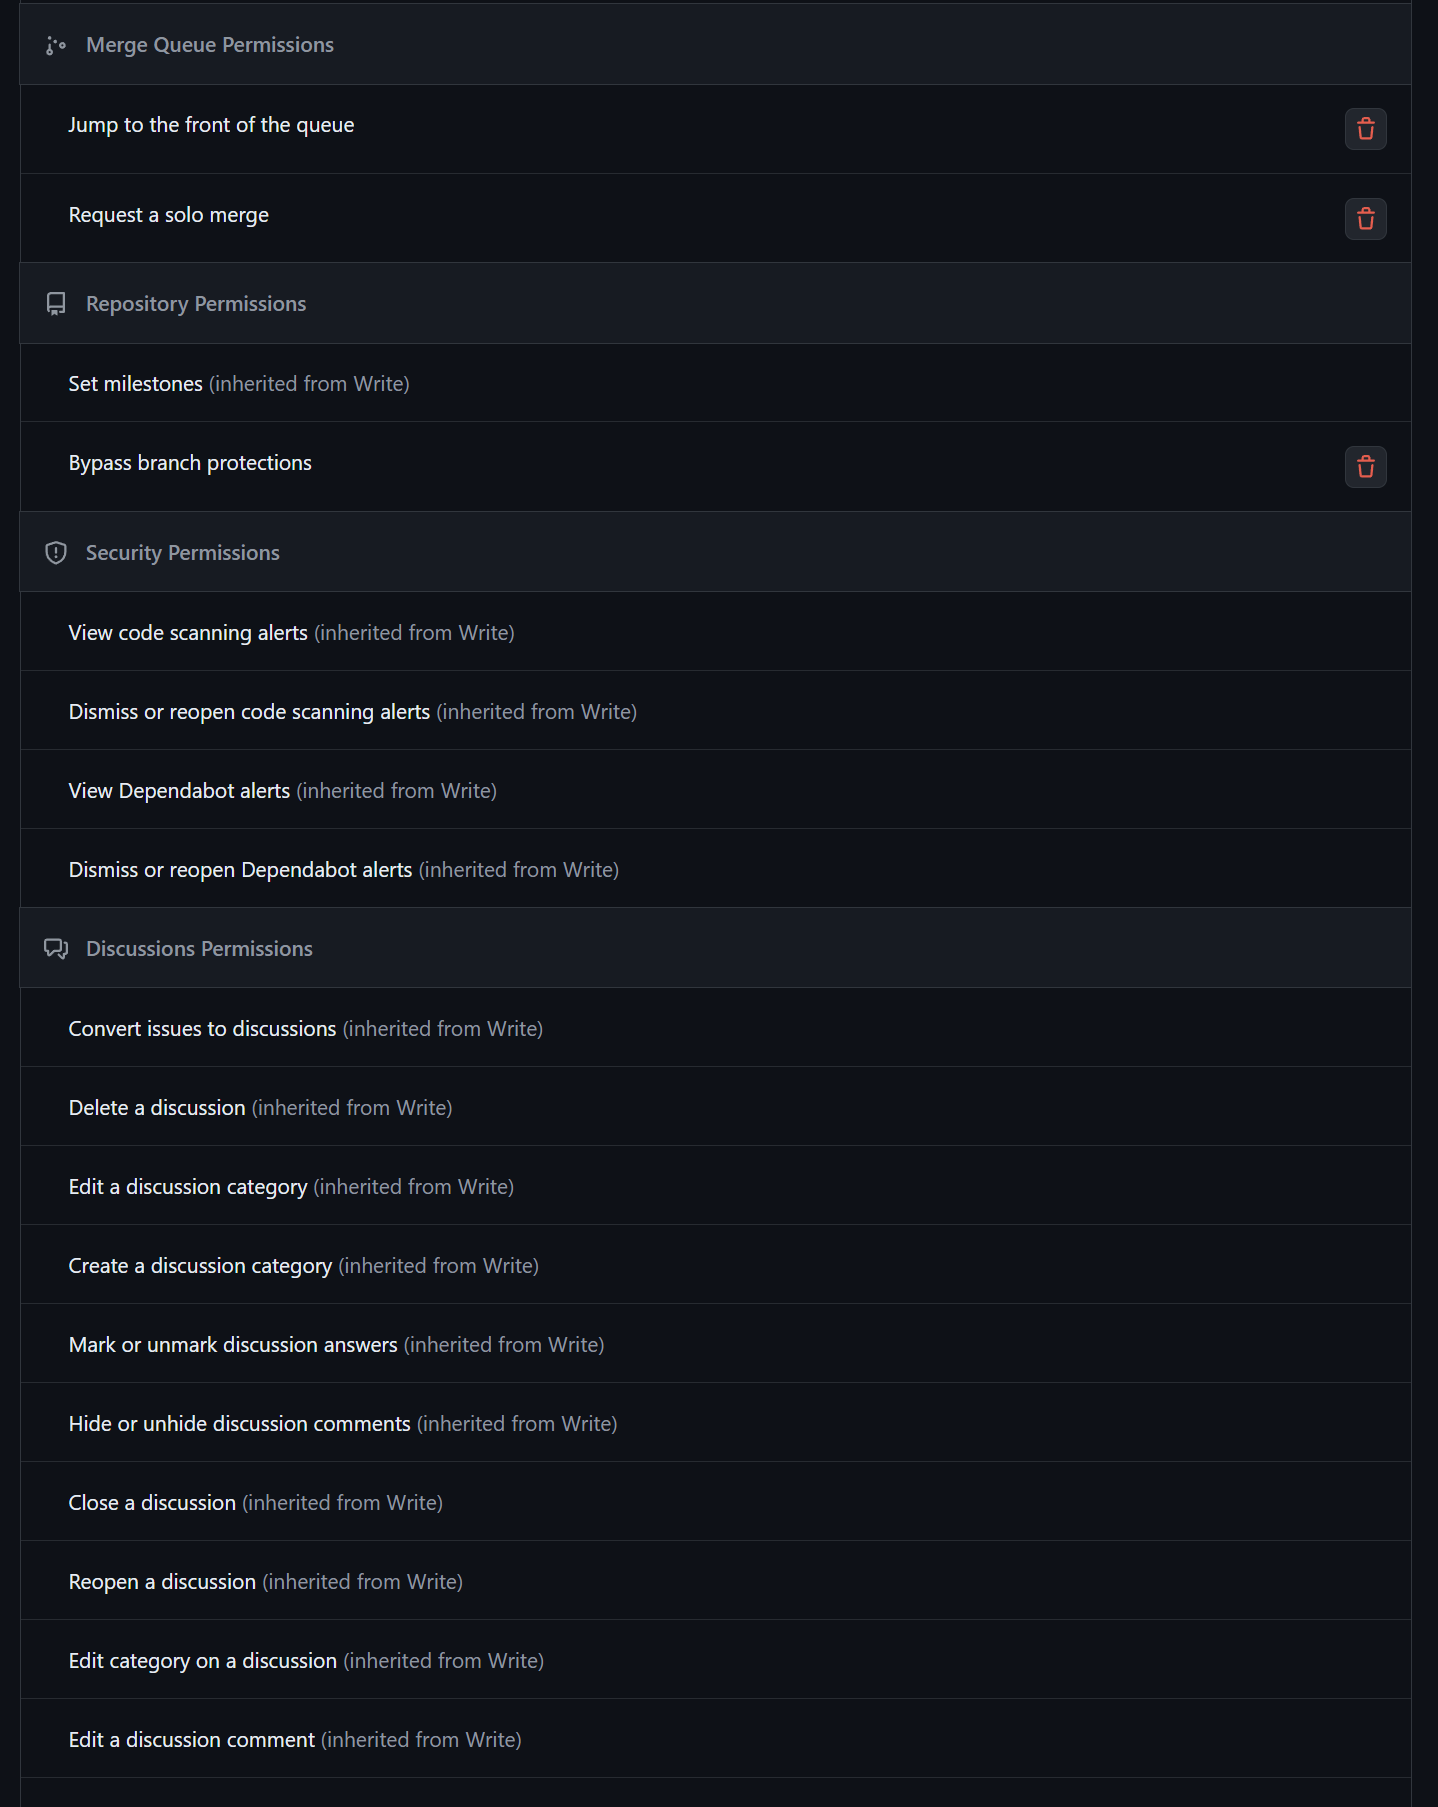 Merge Queue Permissions
Jump to the front of the queue
Request a solo merge
Repository Permissions
Set milestones (inherited from Write)
Bypass branch protections
Security Permissions
View code scanning alerts (inherited from Write)
Dismiss or reopen code scanning alerts (inherited from Write)
View Dependabot alerts (inherited from Write)
Dismiss or reopen Dependabot alerts (inherited from Write)
Discussions Permissions
Convert issues to discussions (inherited from Write)
Delete a discussion (inherited from Write)
Edit a discussion category (inherited from Write)
Create a discussion category (inherited from Write)
Mark or unmark discussion answers (inherited from Write)
Hide or unhide discussion comments (inherited from Write)
Close a discussion (inherited from Write)
Reopen a discussion (inherited from Write)
Edit category on a discussion (inherited from Write)
Edit a discussion comment (inherited from Write)